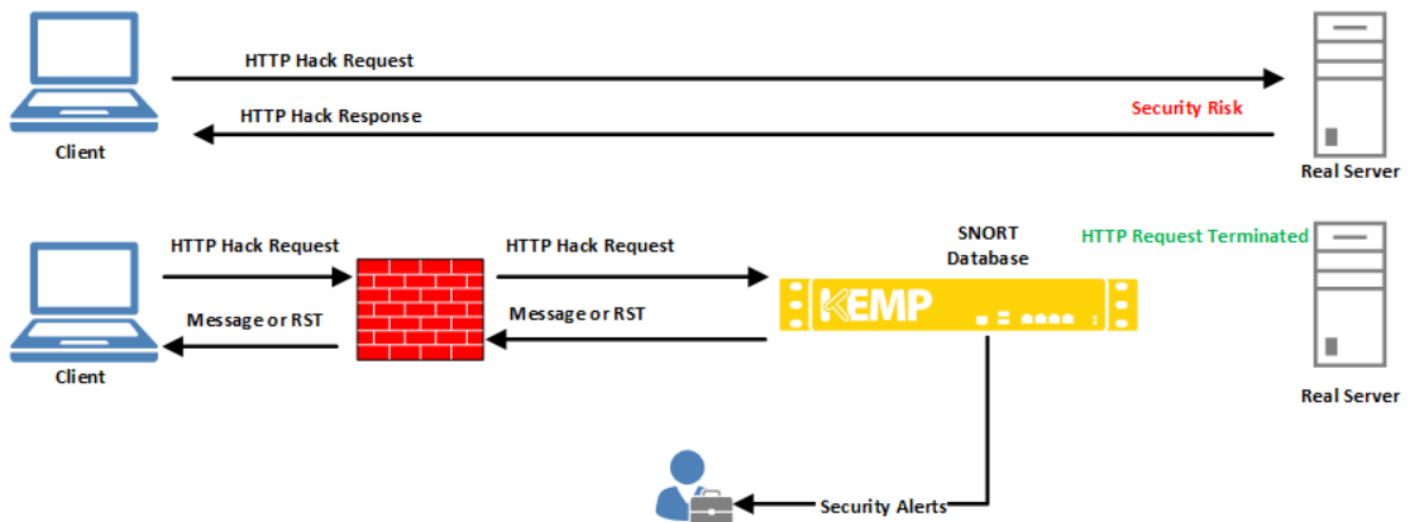 HTTP Hack Request
HTTP Hack Response
Security Risk
Client
Real Server
HTTP Hack Request
HTTP Hack Request
SNORT
Database
HTTP Request Terminated
Message or RST
Message or RST
KEMP
Client
Real Server
Security Alerts